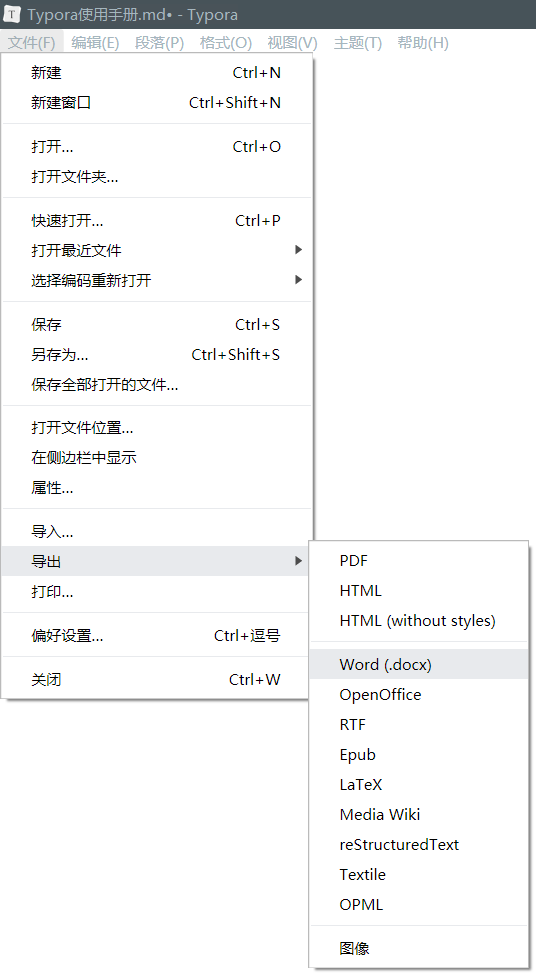 T Typora使用手册.md• - Typora
文件(F) 编辑(E) 段落(P) 格式(O) 视图(V) 主题(T) 帮助(H)
新建 Ctrl+N
新建窗口 Ctrl+Shift+N
打开... Ctrl+O
打开文件夹...
快速打开... Ctrl+P
打开最近文件
选择编码重新打开
保存 Ctrl+S
另存为... Ctrl+Shift+S
保存全部打开的文件...
打开文件位置...
在侧边栏中显示
属性...
导入...
导出
打印...
偏好设置... Ctrl+逗号
关闭 Ctrl+W
PDF
HTML
HTML (without styles)
Word (.docx)
OpenOffice
RTF
Epub
LaTeX
Media Wiki
reStructuredText
Textile
OPML
图像